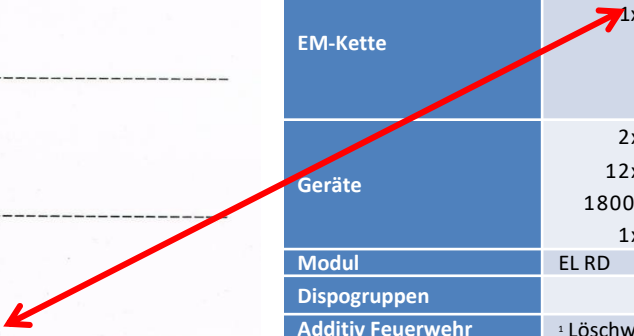 EM-Kette 1x
Geräte
2x
12x
1800
1x
Modul EL RD
Dispogruppen
Additiv Feuerwehr ¹ Löschw